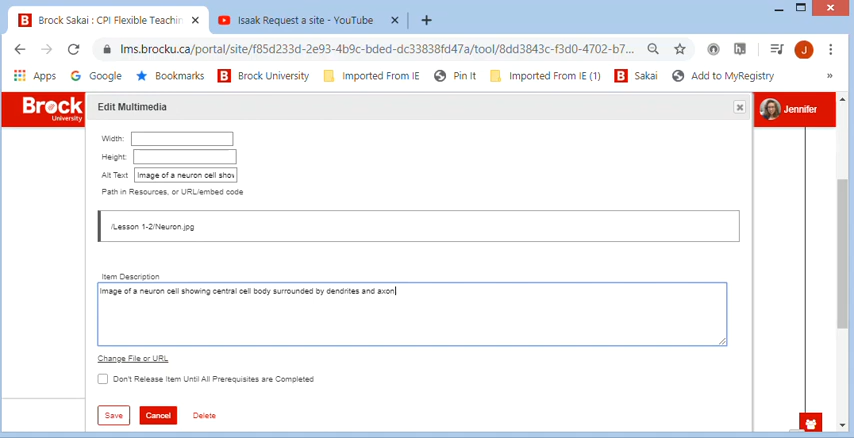 Brock Sakai : CPI Flexible Teachin
Isaak Request a site - YouTube
lms.brocku.ca/portal/site/f85d233d-2e93-4b9c-bded-dc33838fd47a/tool/8dd3843c-f3d0-4702-b7...
Apps Google Bookmarks Brock University Imported From IE Pin It Imported From IE (1) Sakai Add to MyRegistry »
Brock
University
Edit Multimedia
Jennifer
Width:
Height:
Alt Text Image of a neuron cell show
Path in Resources, or URL/embed code
/Lesson 1-2/Neuron.jpg
Item Description
Image of a neuron cell showing central cell body surrounded by dendrites and axon
Change File or URL
Don't Release Item Until All Prerequisites are Completed
Save Cancel Delete